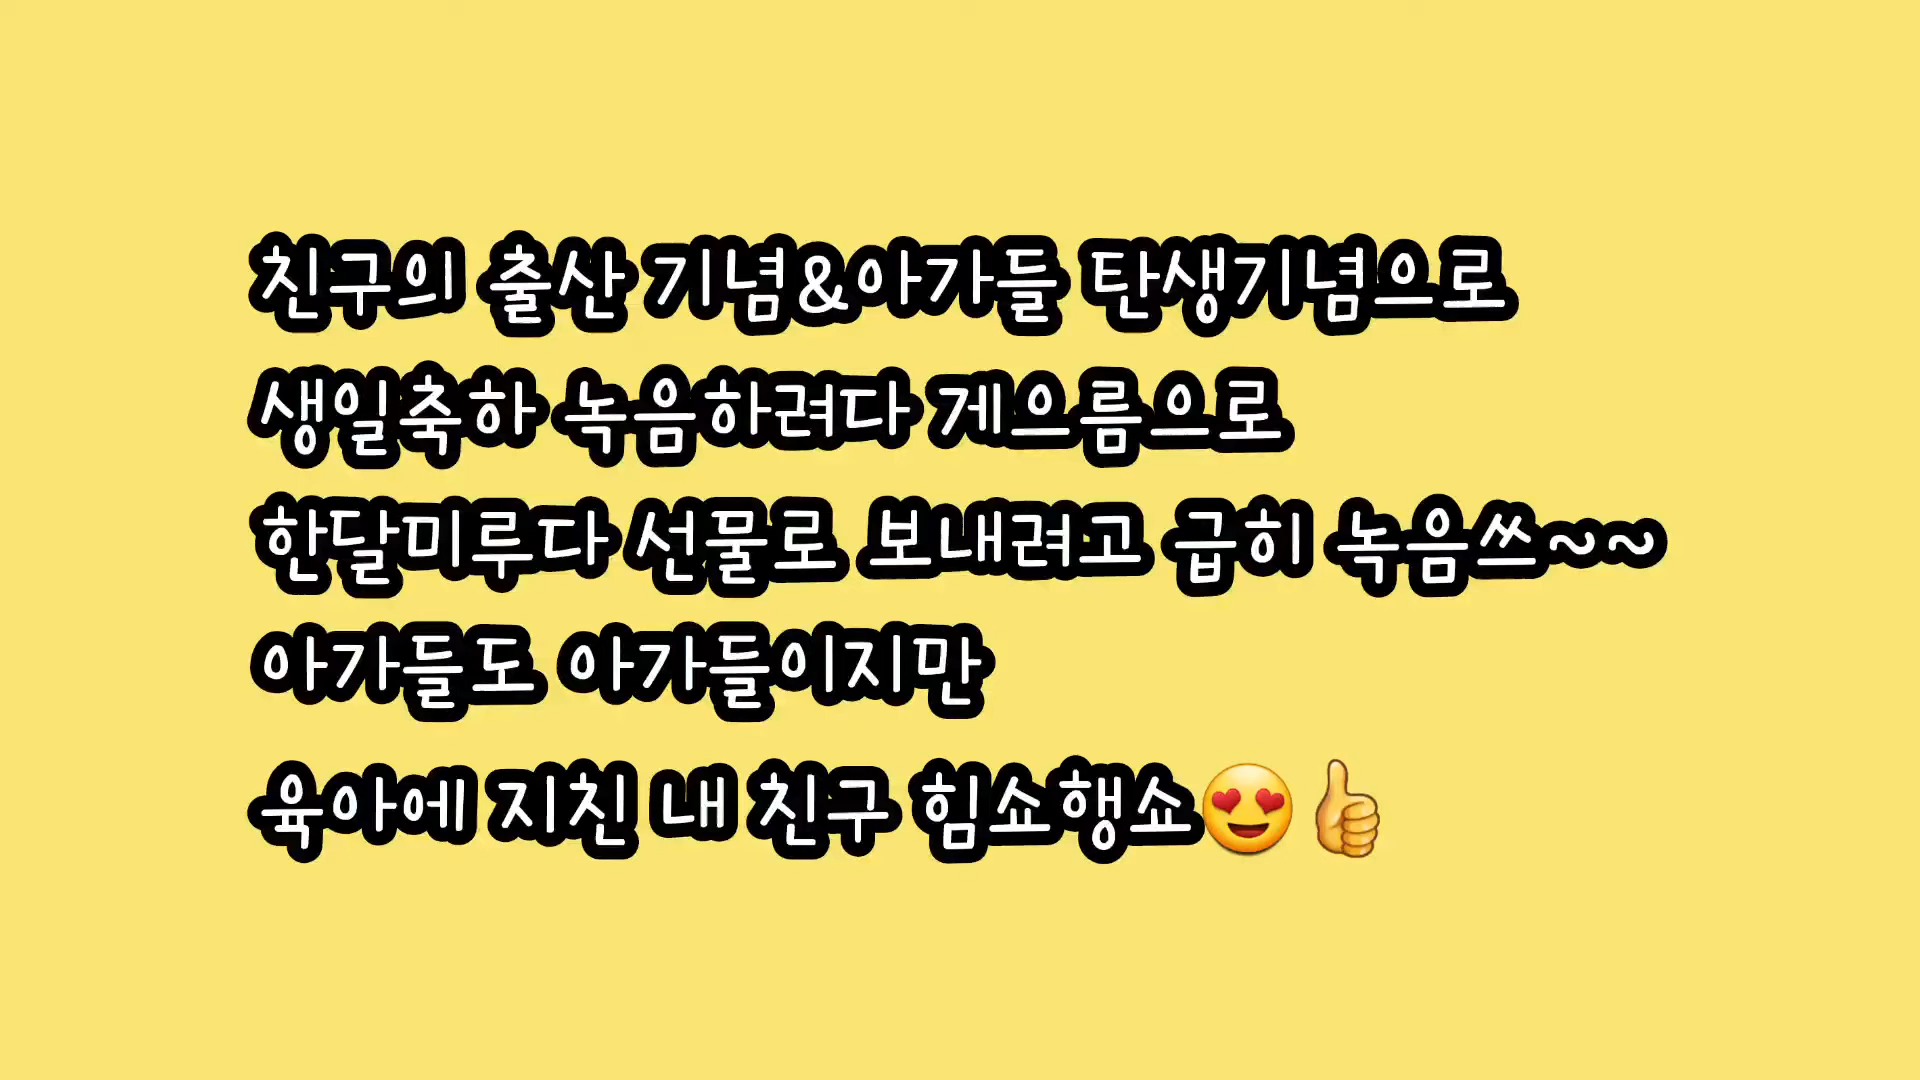 친구의 출산 기념&아가들 탄생기념으로
생일축하 녹음하려다 게으름으로
한달미루다 선물로 보내려고 급히 녹음쓰~~
아가들도 아가들이지만
육아에 지친 내 친구 힘쇼행쇼😍👍